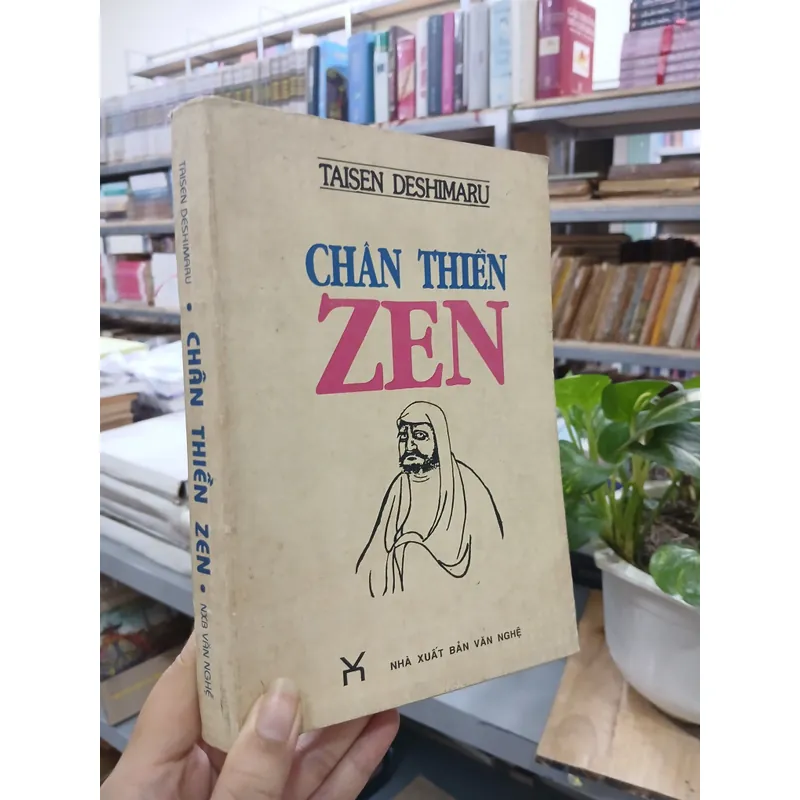 TAISEN DESHIMARU
CHÂN THIỀN
ZEN
NHÀ XUẤT BẢN VĂN NGHỆ
TAISEN DESHIMARU • CHÂN THIỀN ZEN • NXB VĂN NGHỆ